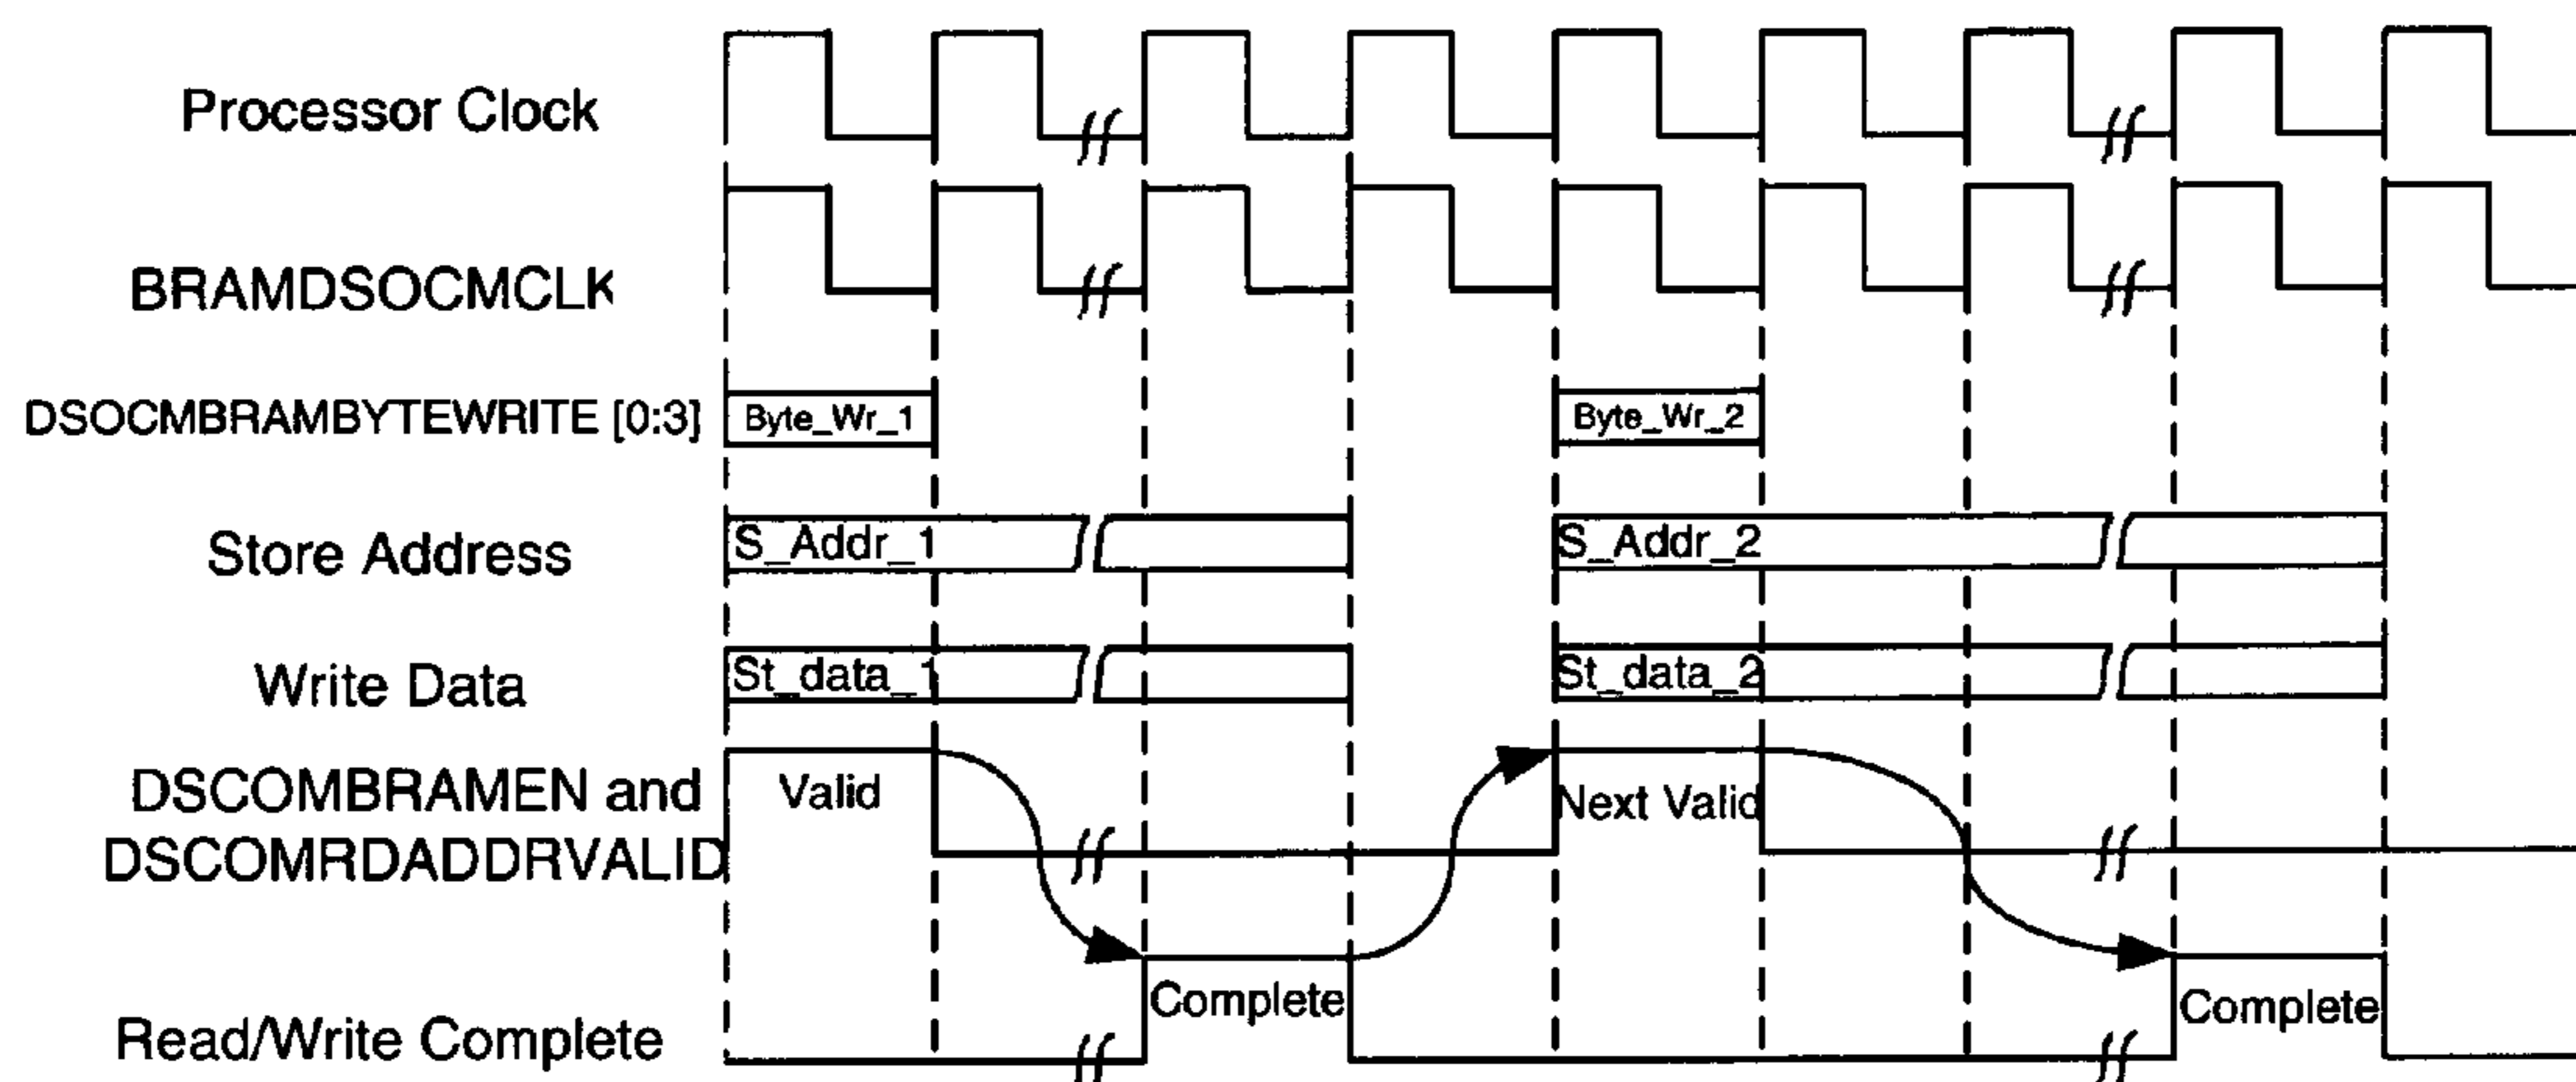 Processor Clock
BRAMDSOCMCLK
DSOCMBRAMBYTEWRITE [0:3]
Byte_Wr_1
Byte_Wr_2
Store Address
S_Addr_1
S_Addr_2
Write Data
St_data_1
St_data_2
DSCOMBRAMEN and
DSCOMRDADDRVALID
Valid
Next Valid
Read/Write Complete
Complete
Complete